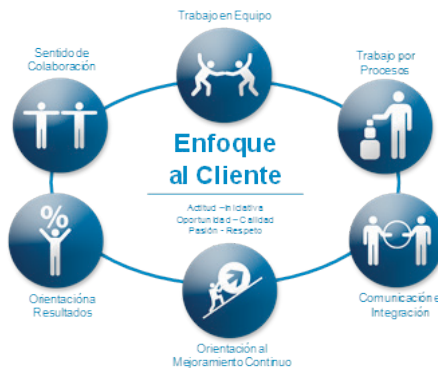 Trabajo en Equipo
Sentido de
Colaboración
Trabajo por
Procesos
Enfoque
al Cliente
Actitud – Iniciativa
Oportunidad – Calidad
Pasión - Respeto
%
Orientación a
Resultados
Comunicación e
Integración
Orientación al
Mejoramiento Continuo